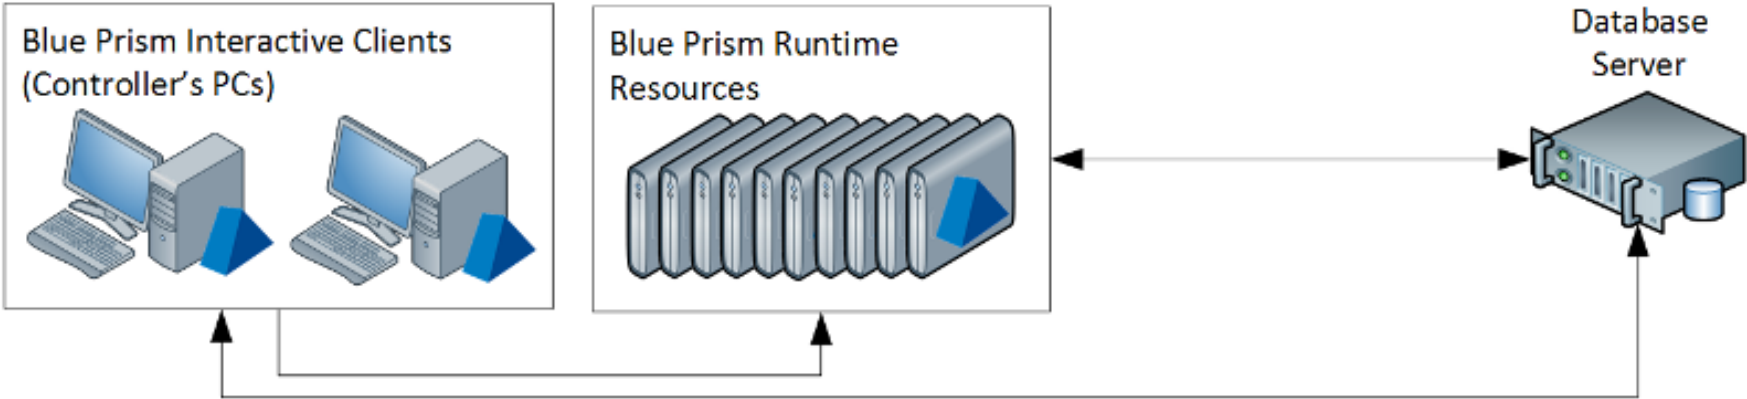 Blue Prism Interactive Clients
(Controller's PCs)
Blue Prism Runtime
Resources
Database
Server